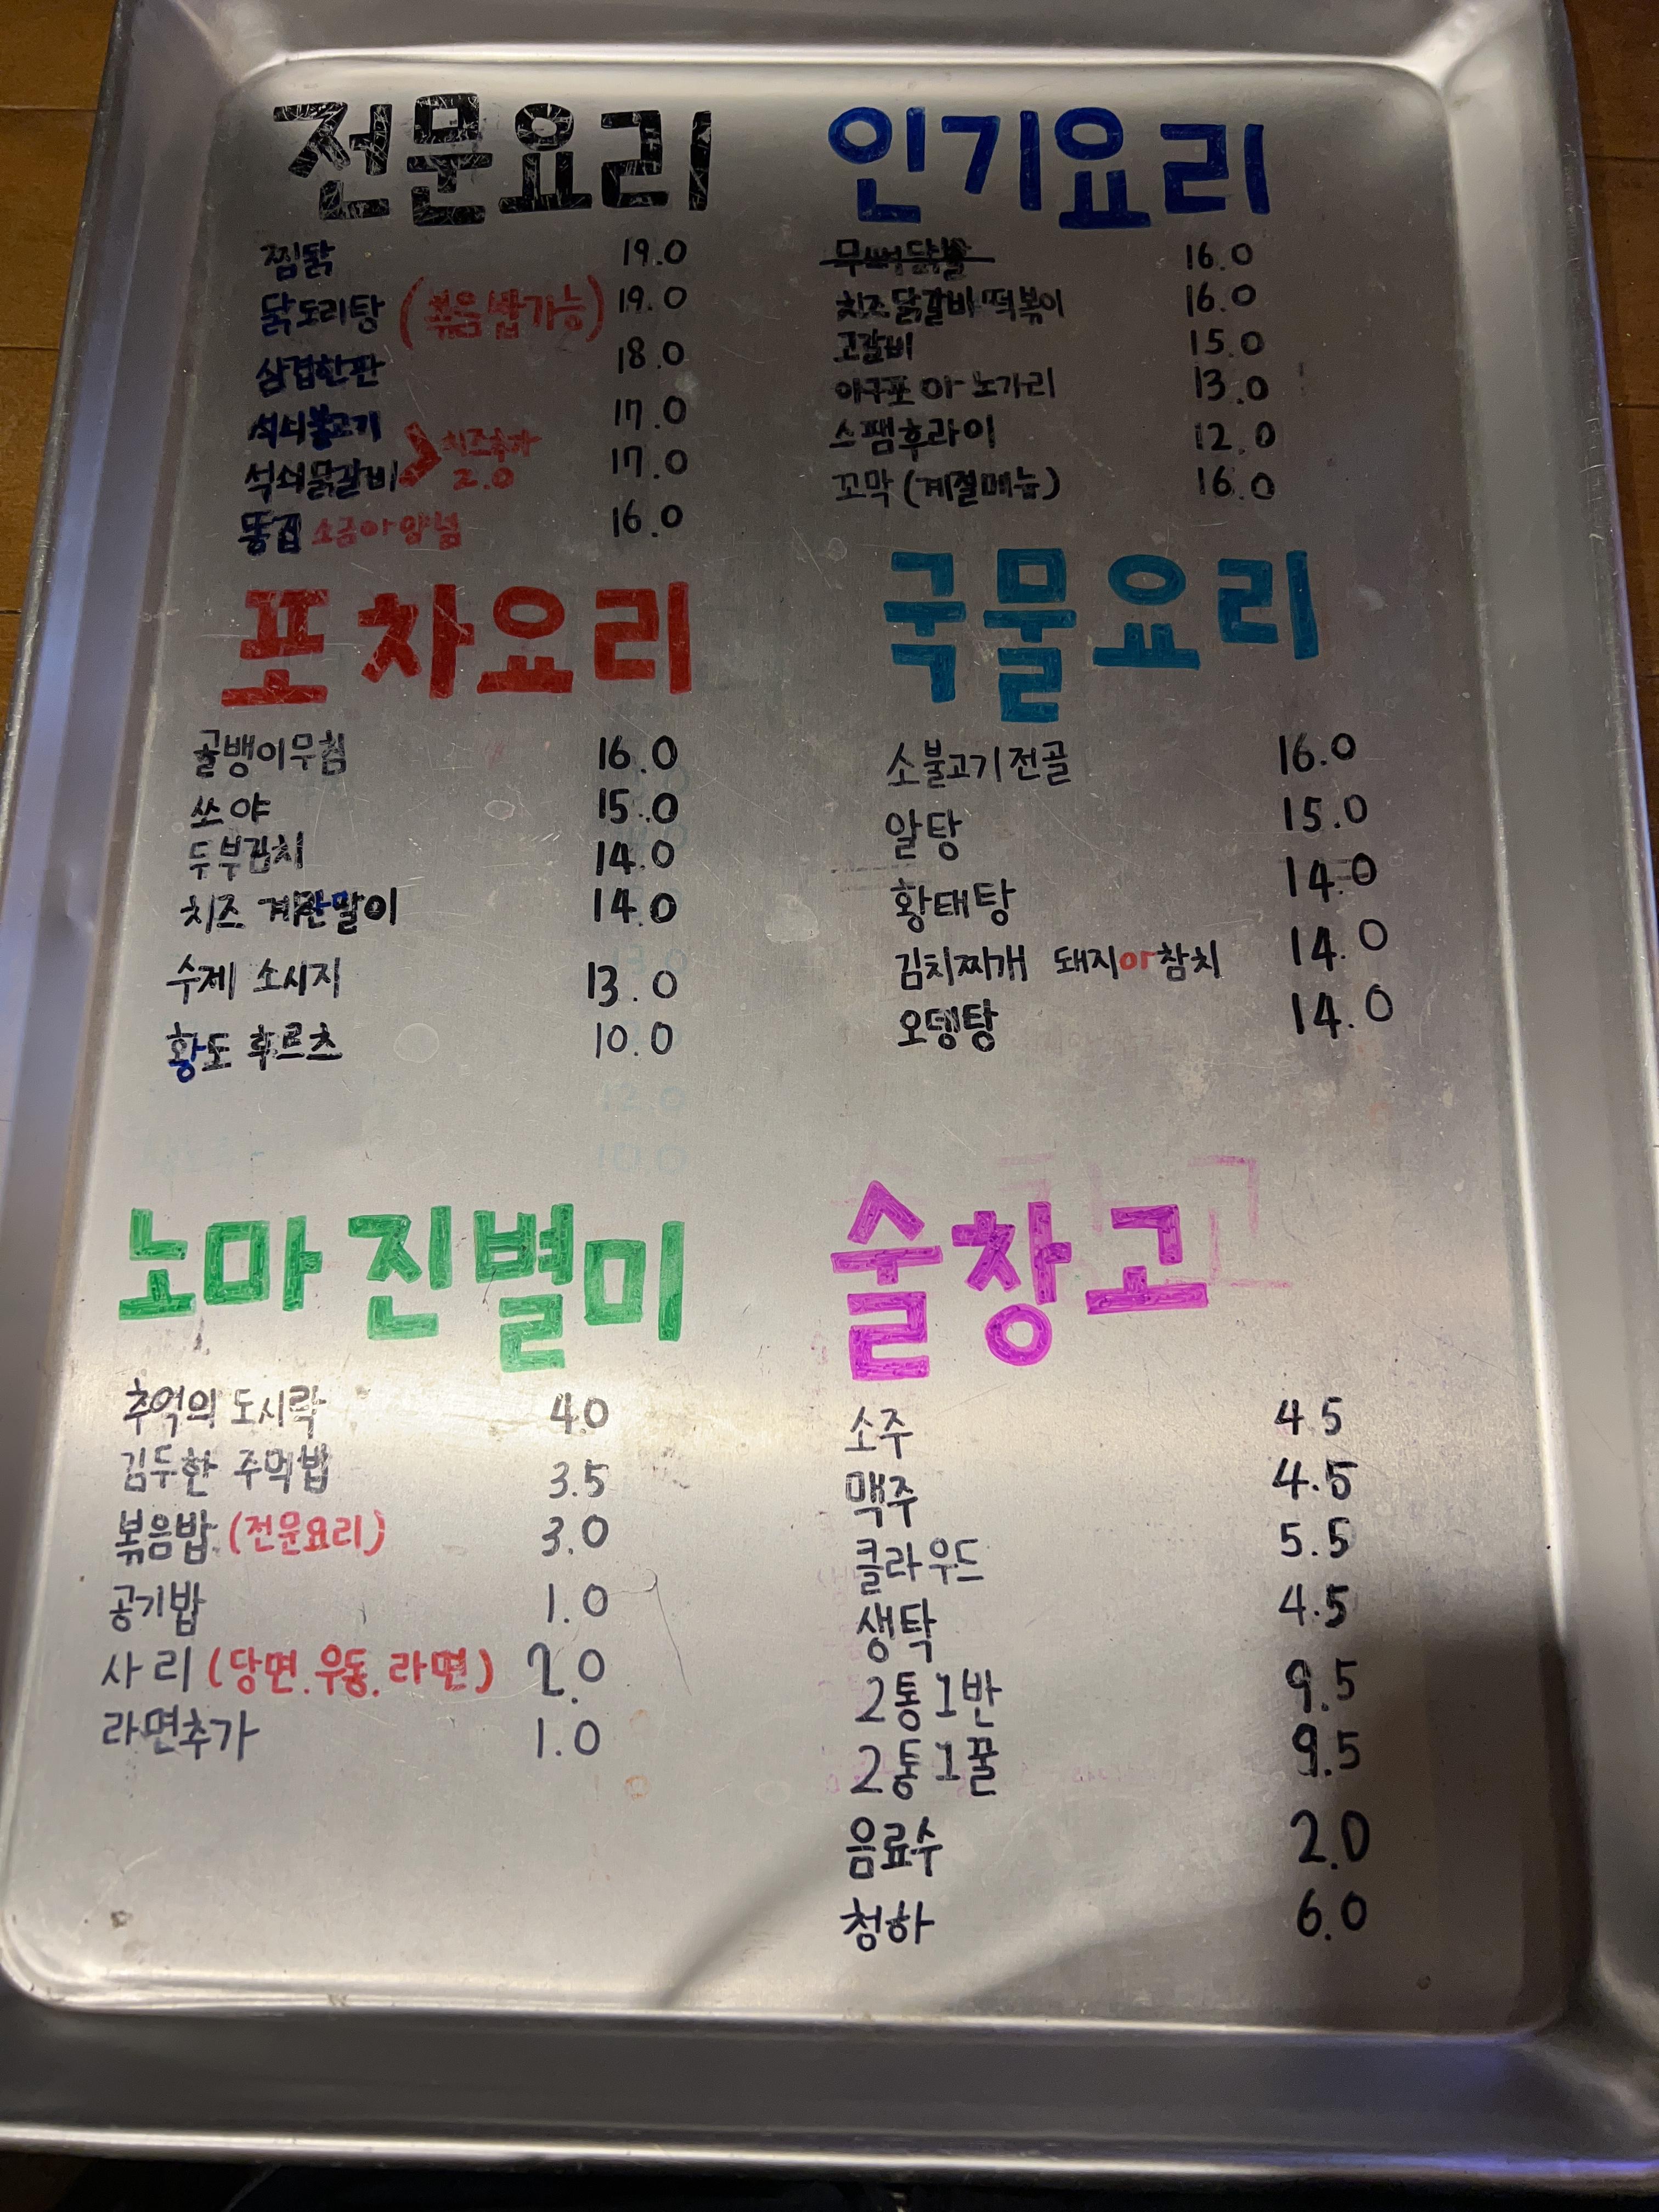 전문요리
찜닭 19.0
닭도리탕 (볶음밥가능) 19.0
삼겹한판 18.0
석쇠불고기 17.0
석쇠닭갈비 17.0
> 치즈추가
2.0
똥집 소금 or 양념 16.0
인기요리
무뼈닭발 16.0
치즈닭갈비떡볶이 16.0
고갈비 15.0
아구포 or 노가리 13.0
스팸후라이 12.0
꼬막(계절메뉴) 16.0
포차요리
골뱅이무침 16.0
쏘야 15.0
두부김치 14.0
치즈 계란말이 14.0
수제 소시지 13.0
황도 후르츠 10.0
국물요리
소불고기전골 16.0
알탕 15.0
황태탕 14.0
김치찌개 돼지or참치 14.0
오뎅탕 14.0
노마진별미
추억의 도시락 4.0
김두한 주먹밥 3.5
볶음밥 (전문요리) 3.0
공기밥 1.0
사리 (당면.우동.라면) 2.0
라면추가 1.0
술창고
소주 4.5
맥주 4.5
클라우드 5.5
생탁 4.5
2통1반 9.5
2통1꿀 9.5
음료수 2.0
청하 6.0